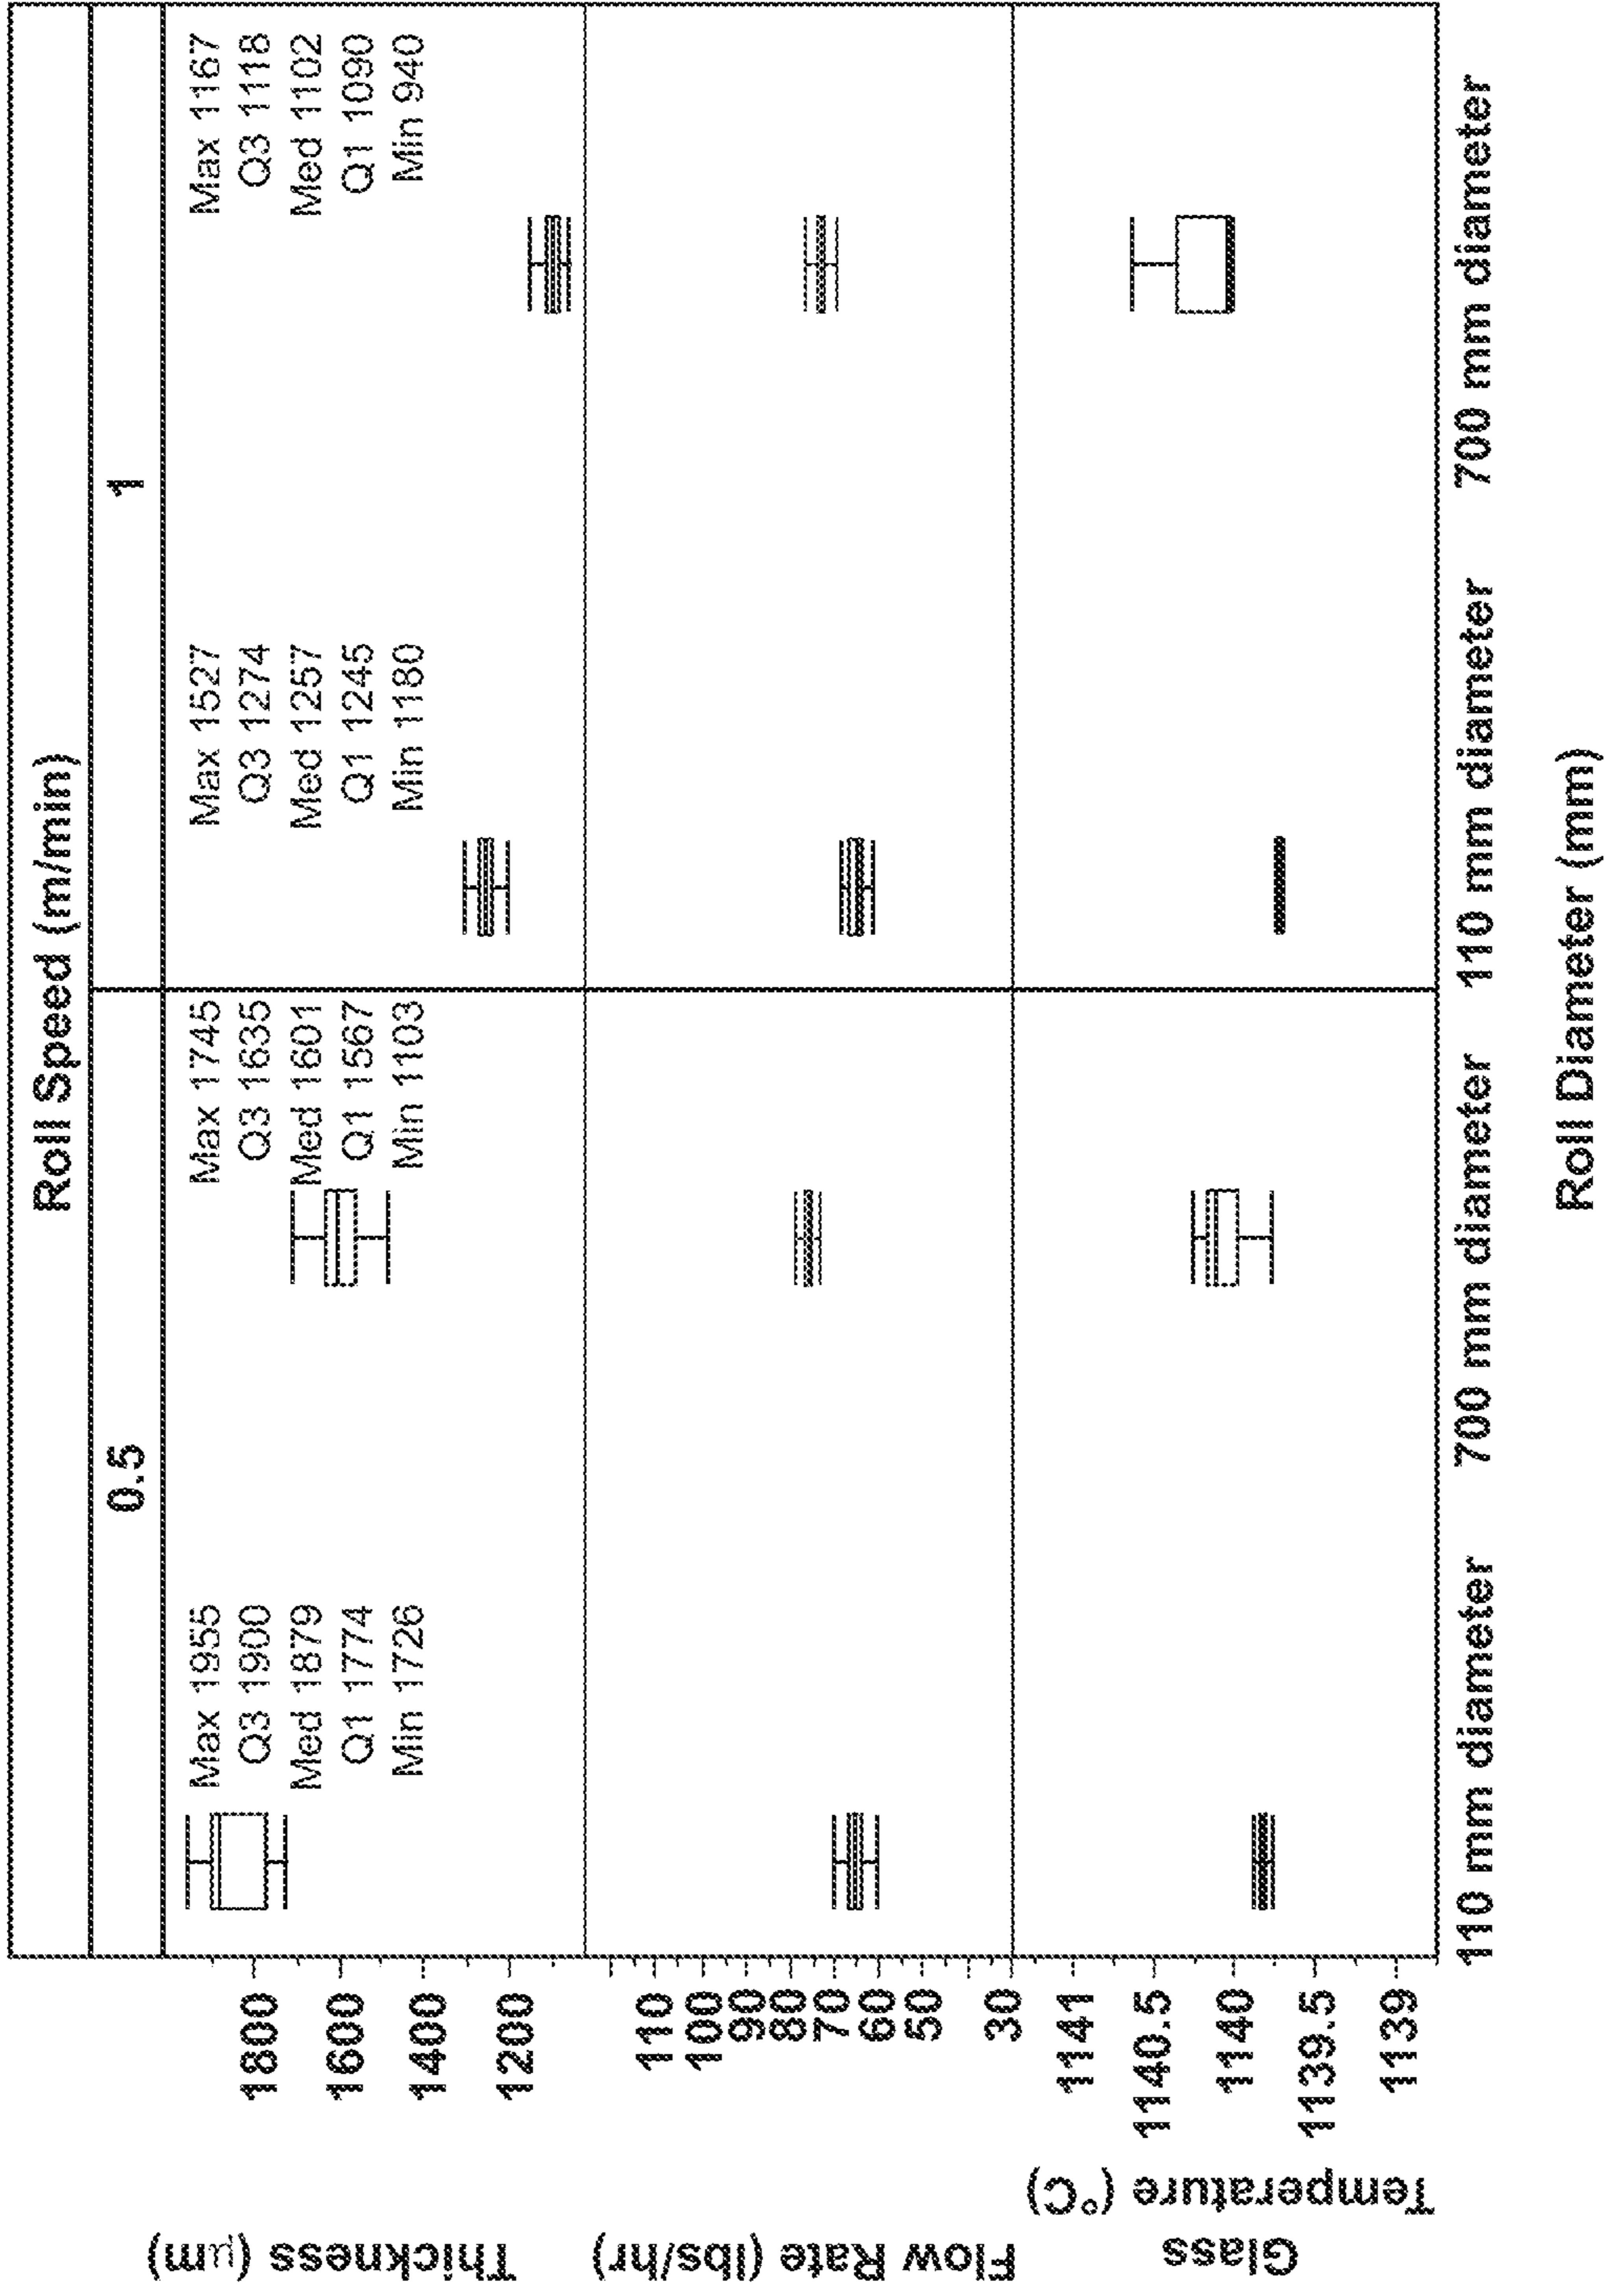 Roll Speed (m/min)
0.5
1
Thickness (μm)
1800
1600
1400
1200
Max 1955
Q3 1900
Med 1879
Q1 1774
Min 1726
Max 1745
Q3 1635
Med 1601
Q1 1567
Min 1103
Max 1527
Q3 1274
Med 1257
Q1 1245
Min 1180
Max 1167
Q3 1118
Med 1102
Q1 1090
Min 940
Flow Rate (lbs/hr)
110
100
90
80
70
60
50
30
Glass
Temperature (°C)
1141
1140.5
1140
1139.5
1139
110 mm diameter
700 mm diameter
110 mm diameter
700 mm diameter
Roll Diameter (mm)